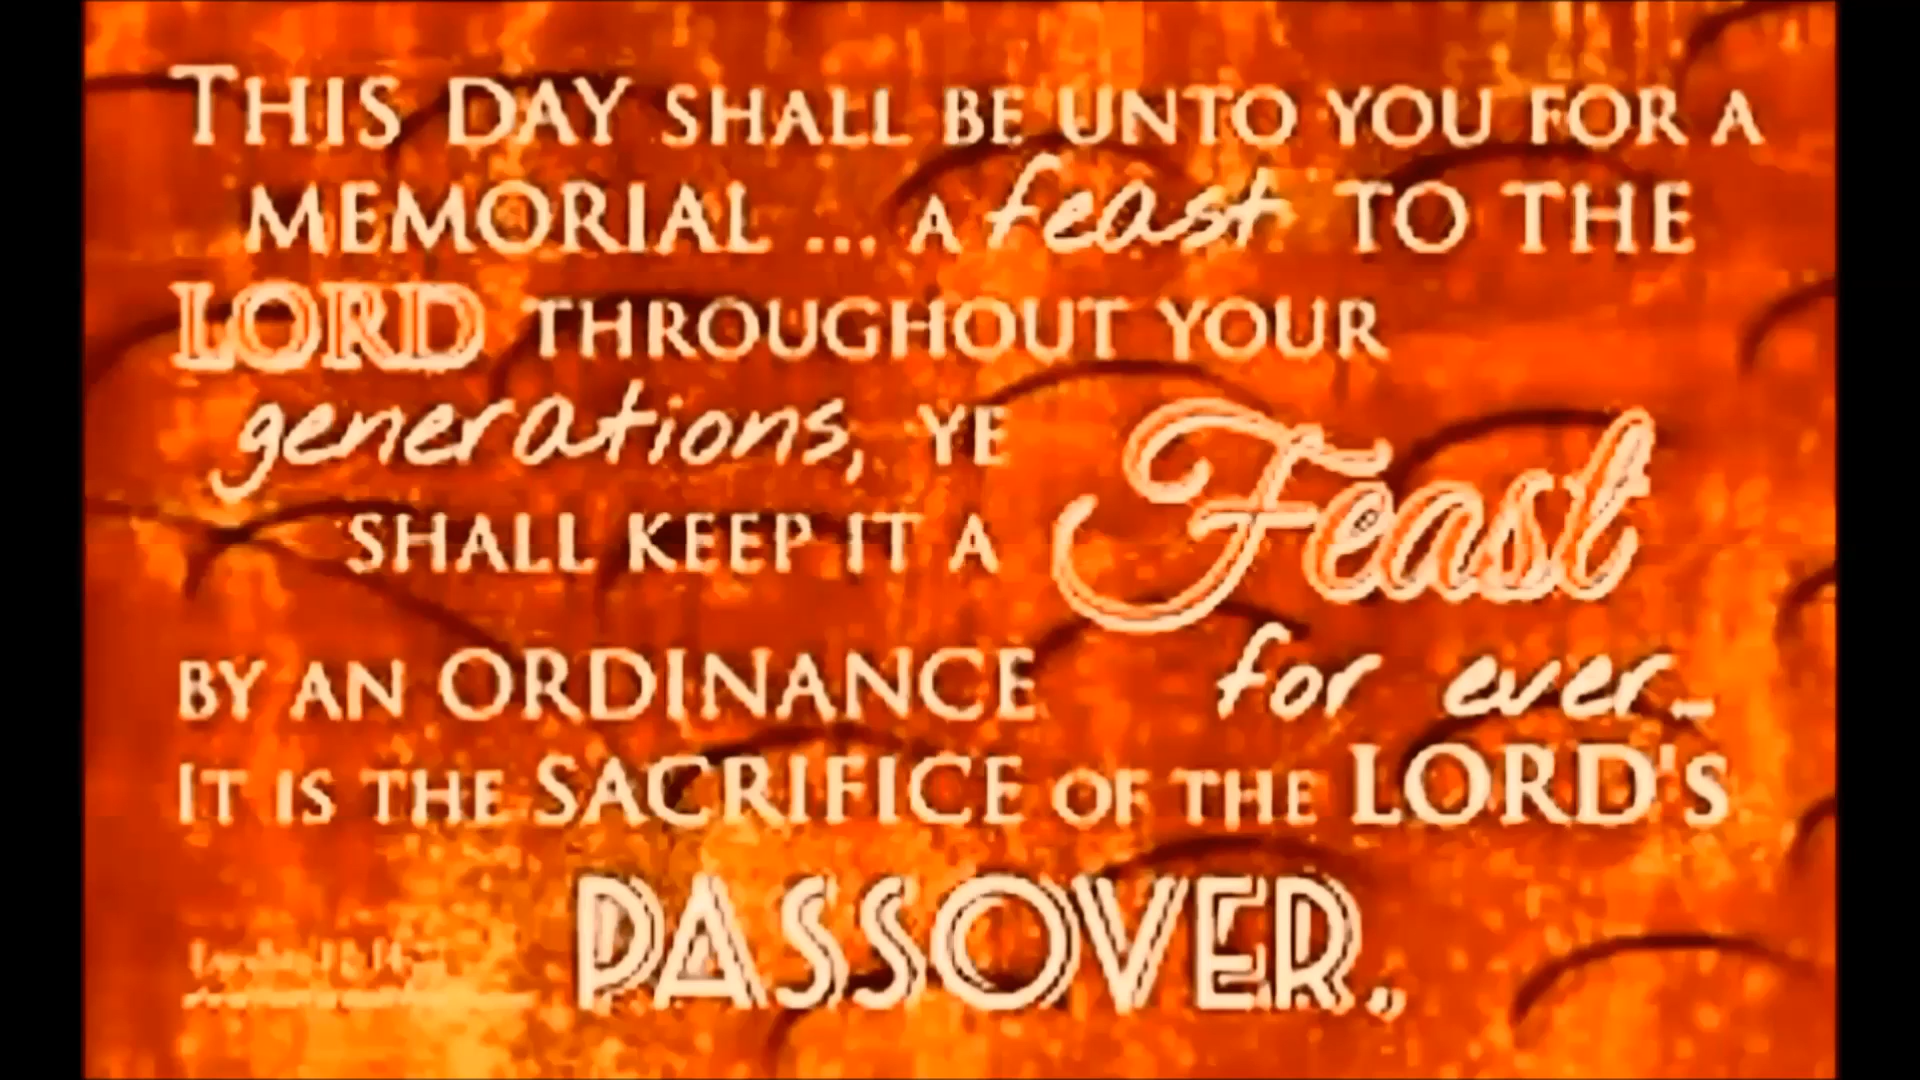 THIS DAY SHALL BE UNTO YOU FOR A
MEMORIAL ... A feast TO THE
LORD THROUGHOUT YOUR
generations, YE
SHALL KEEP IT A Feast
BY AN ORDINANCE for ever...
IT IS THE SACRIFICE OF THE LORD'S
PASSOVER.,